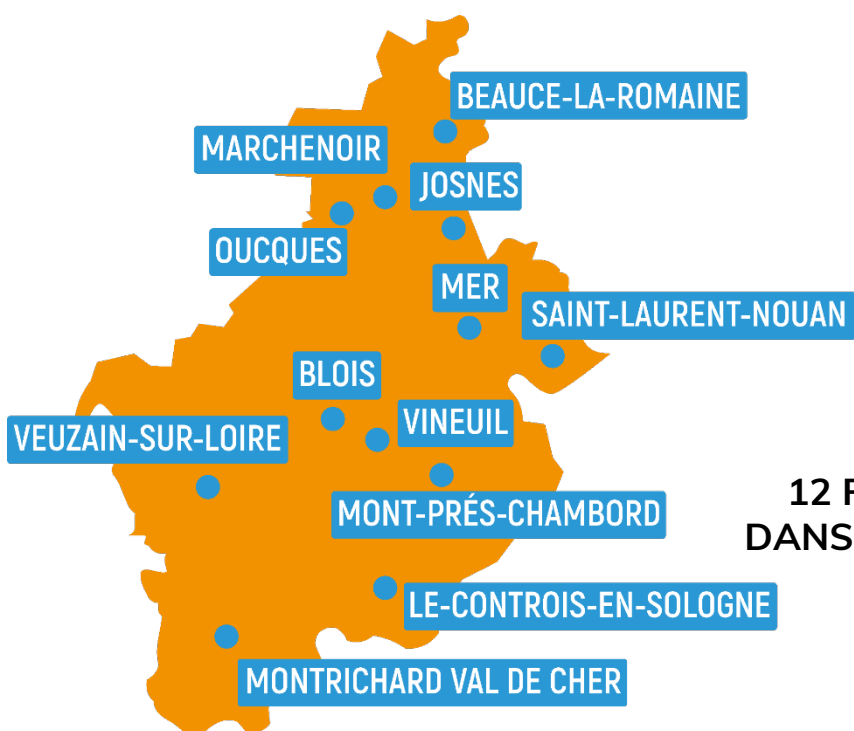 BEAUCE-LA-ROMAINE
MARCHENOIR
JOSNES
OUCQUES
MER
SAINT-LAURENT-NOUAN
BLOIS
VINEUIL
VEUZAIN-SUR-LOIRE
12 F
MONT-PRÉS-CHAMBORD
DANS
LE-CONTROIS-EN-SOLOGNE
MONTRICHARD VAL DE CHER